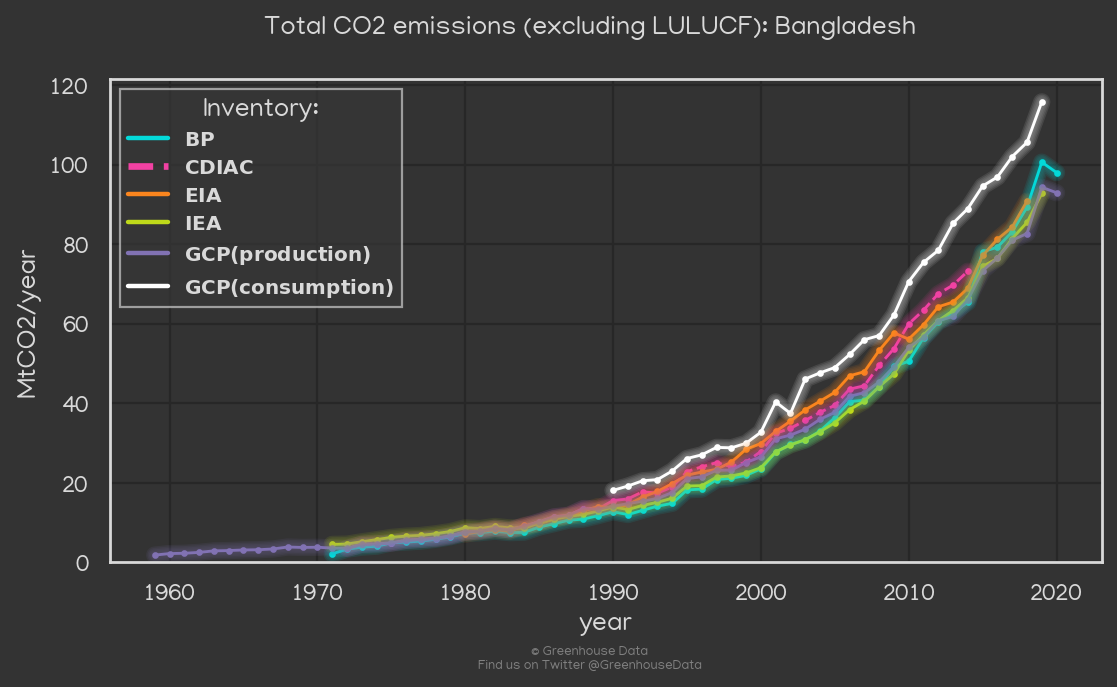 Total CO2 emissions (excluding LULUCF): Bangladesh
Inventory:
BP
CDIAC
EIA
IEA
GCP(production)
GCP(consumption)
MtCO2/year
120
100
80
60
40
20
0
1960 1970 1980 1990 2000 2010 2020
year
© Greenhouse Data
Find us on Twitter @GreenhouseData